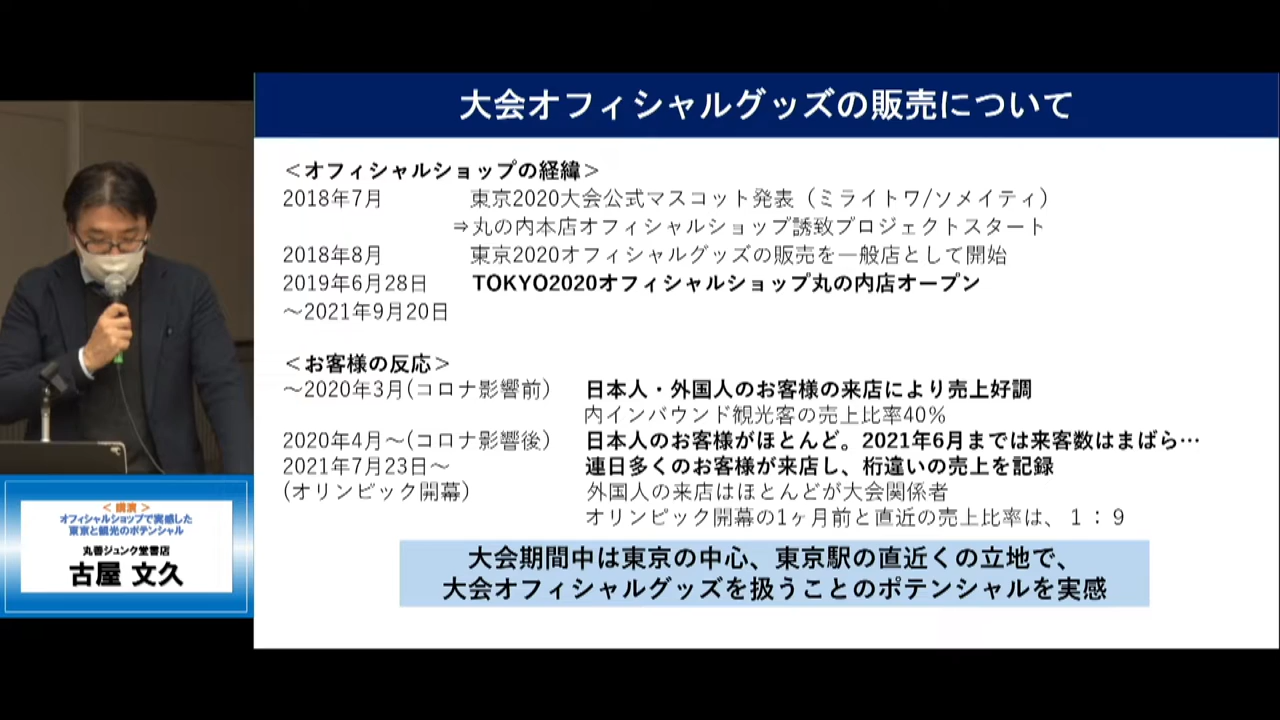 大会オフィシャルグッズの販売について
＜オフィシャルショップの経緯＞
2018年7月 東京2020大会公式マスコット発表（ミライトワ/ソメイティ）
⇒丸の内本店オフィシャルショップ誘致プロジェクトスタート
2018年8月 東京2020オフィシャルグッズの販売を一般店として開始
2019年6月28日 TOKYO2020オフィシャルショップ丸の内店オープン
～2021年9月20日
＜お客様の反応＞
～2020年3月(コロナ影響前） 日本人・外国人のお客様の来店により売上好調
内インバウンド観光客の売上比率40％
2020年4月～(コロナ影響後） 日本人のお客様がほとんど。2021年6月までは来客数はまばら…
2021年7月23日～ 連日多くのお客様が来店し、桁違いの売上を記録
(オリンピック開幕） 外国人の来店はほとんどが大会関係者
オリンピック開幕の1ヶ月前と直近の売上比率は、１：９
大会期間中は東京の中心、東京駅の直近くの立地で、
大会オフィシャルグッズを扱うことのポテンシャルを実感
＜講演＞
オフィシャルショップで実感した
東京と観光のポテンシャル
丸善ジュンク堂書店
古屋 文久